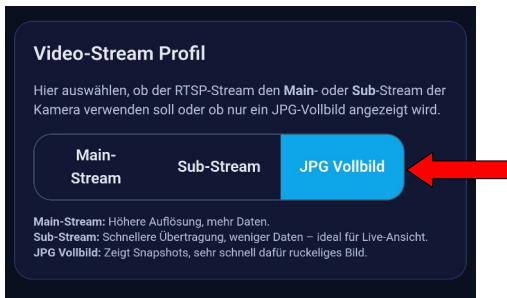 Video-Stream Profil
Hier auswählen, ob der RTSP-Stream den Main- oder Sub-Stream der
Kamera verwenden soll oder ob nur ein JPG-Vollbild angezeigt wird.
Main-
Stream
Sub-Stream
JPG Vollbild
Main-Stream: Höhere Auflösung, mehr Daten.
Sub-Stream: Schnellere Übertragung, weniger Daten – ideal für Live-Ansicht.
JPG Vollbild: Zeigt Snapshots, sehr schnell dafür ruckeliges Bild.